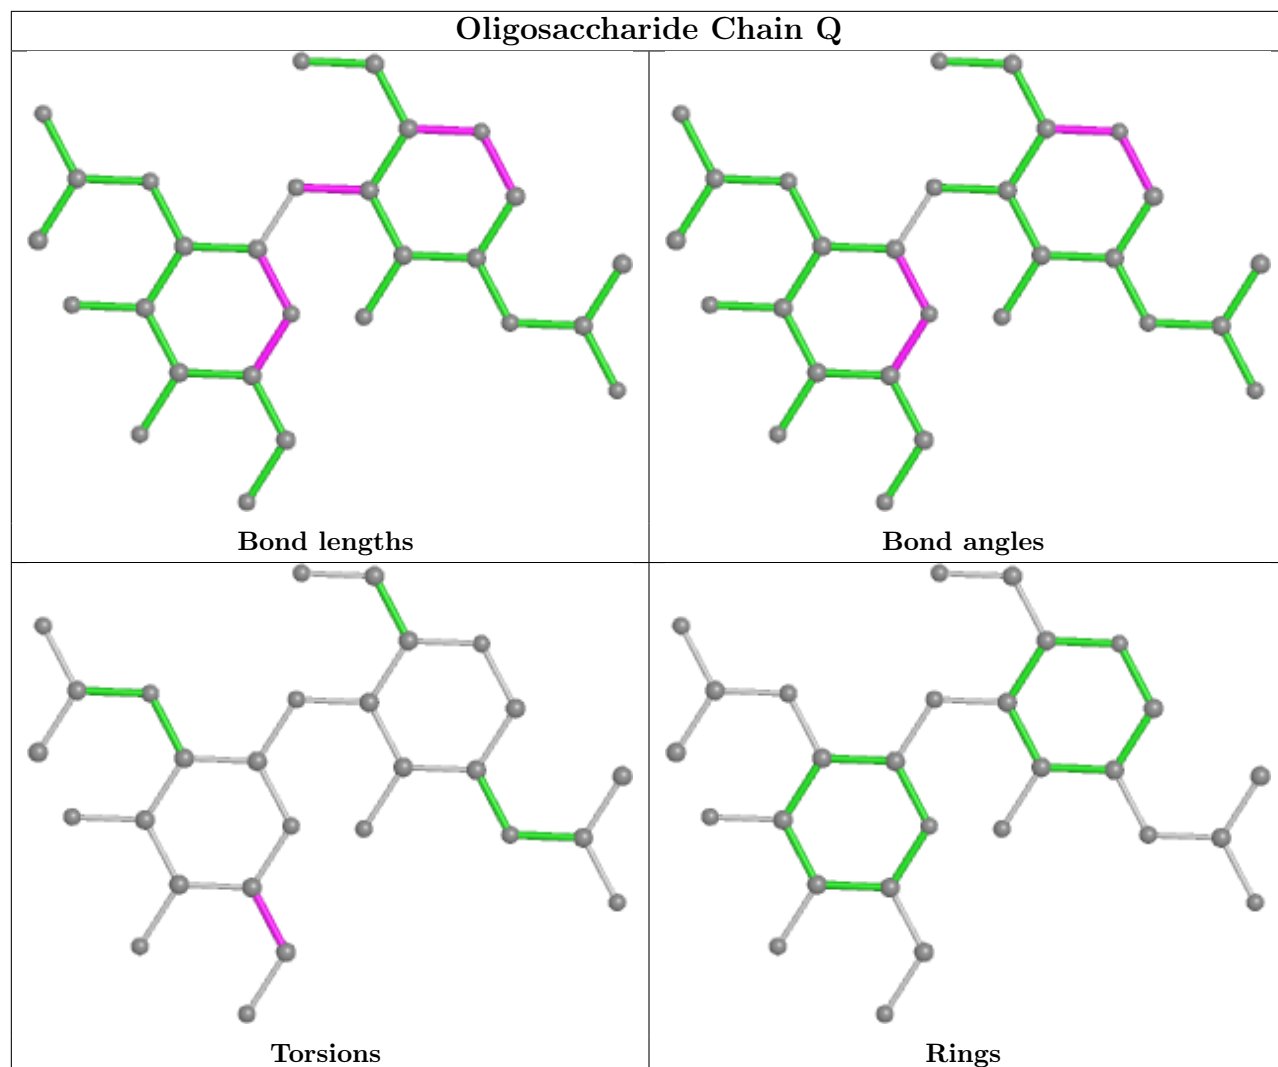 Oligosaccharide Chain Q
Bond lengths
Bond angles
Torsions
Rings